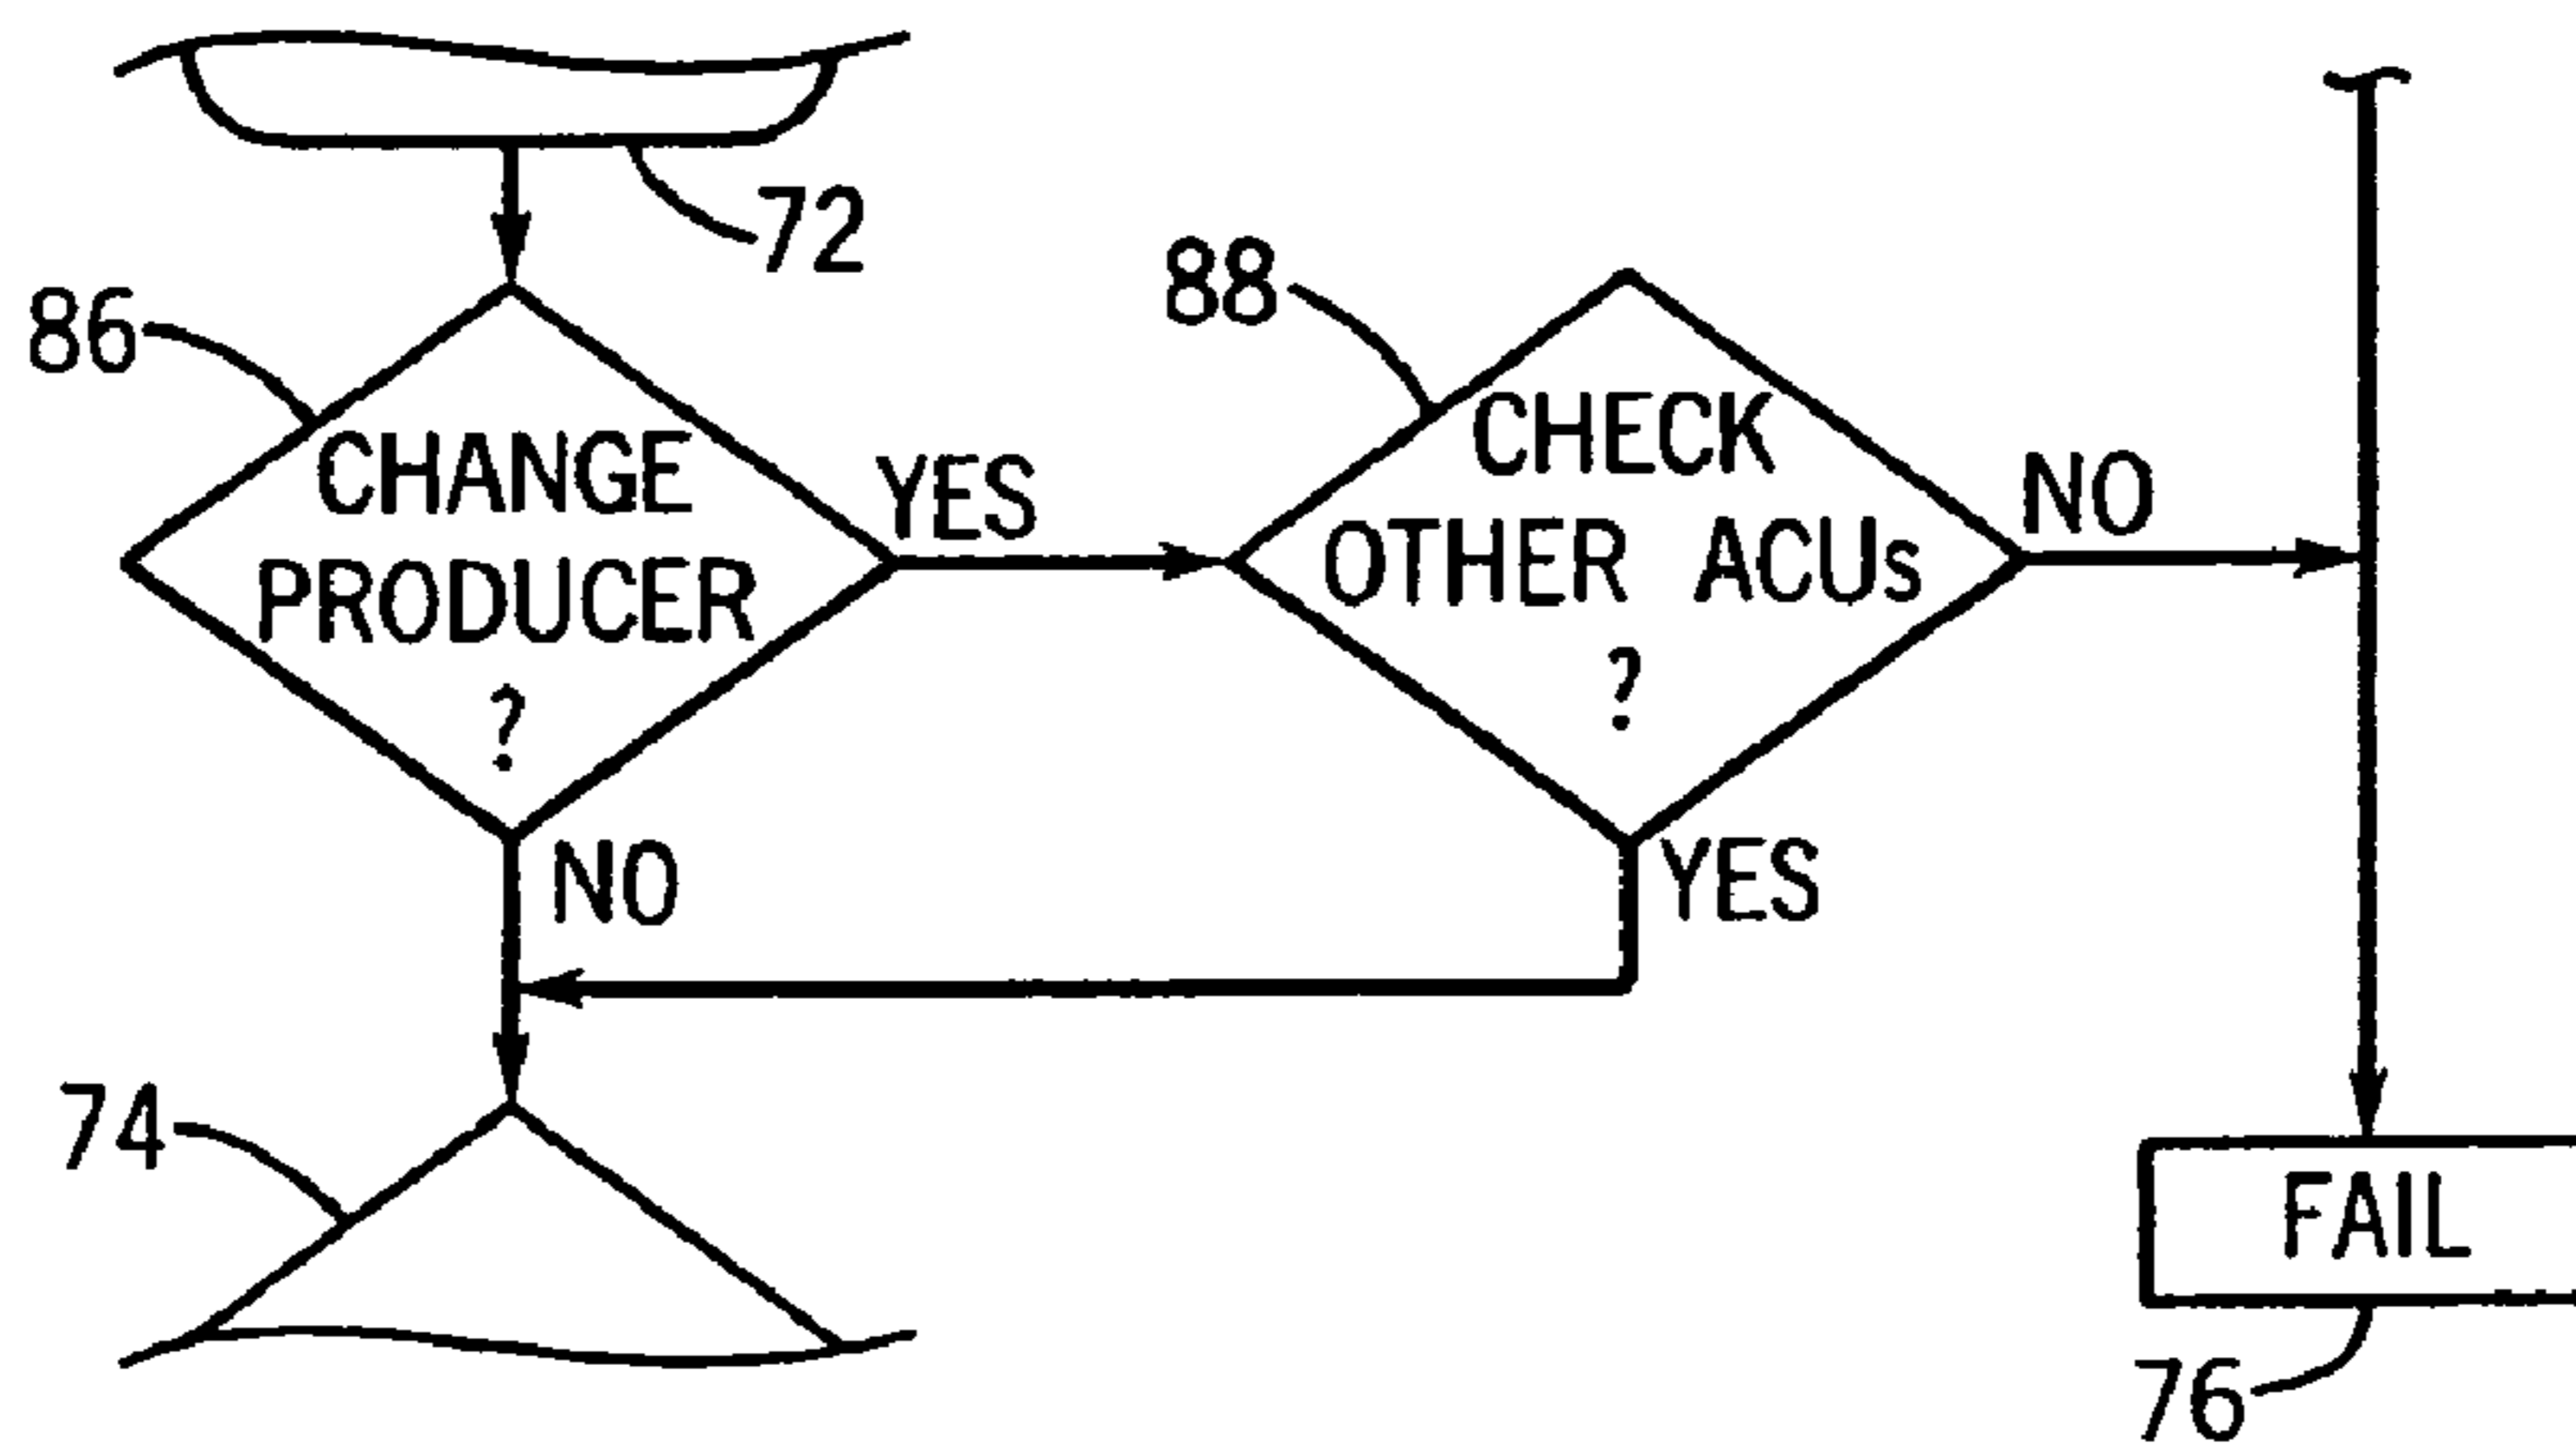 72
86
88
CHANGE
PRODUCER
?
YES
CHECK
OTHER ACUs
?
NO
NO
YES
74
FAIL
76